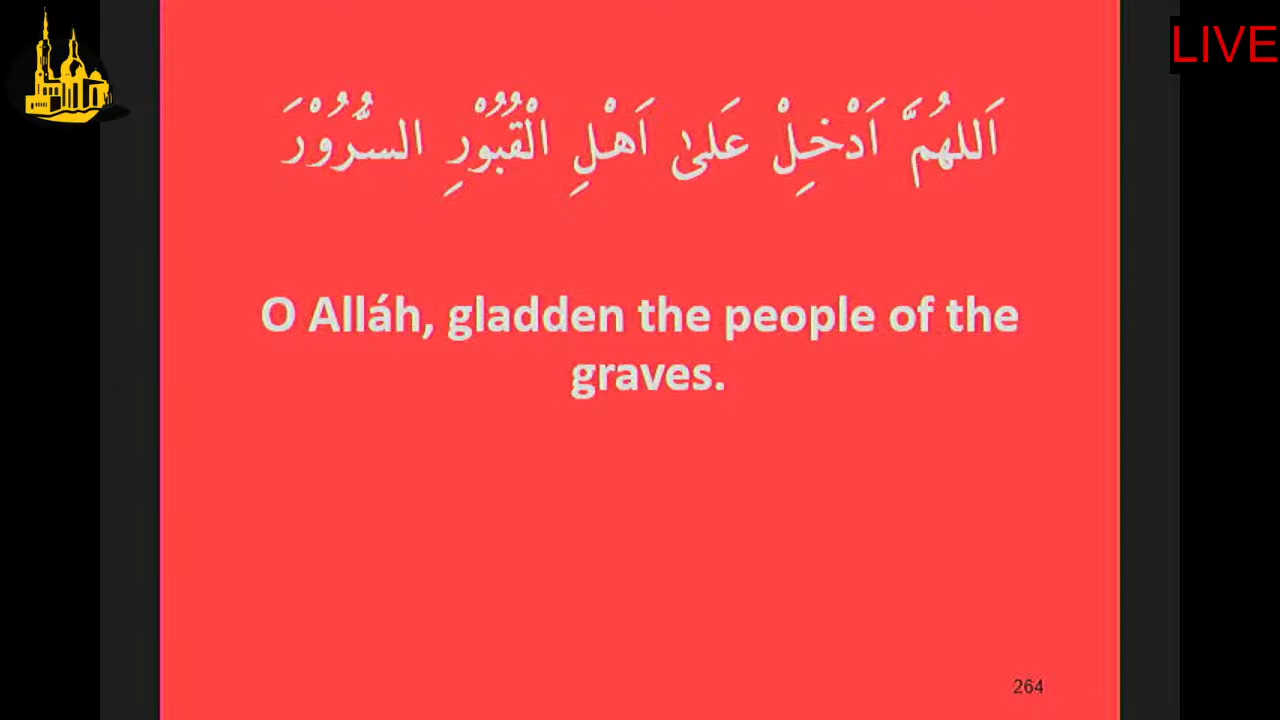 LIVE
اَللهُمَّ اَدْخِلْ عَلىٰ اَهْلِ الْقُبُوْرِ السُّرُوْرَ
O Alláh, gladden the people of the
graves.
264